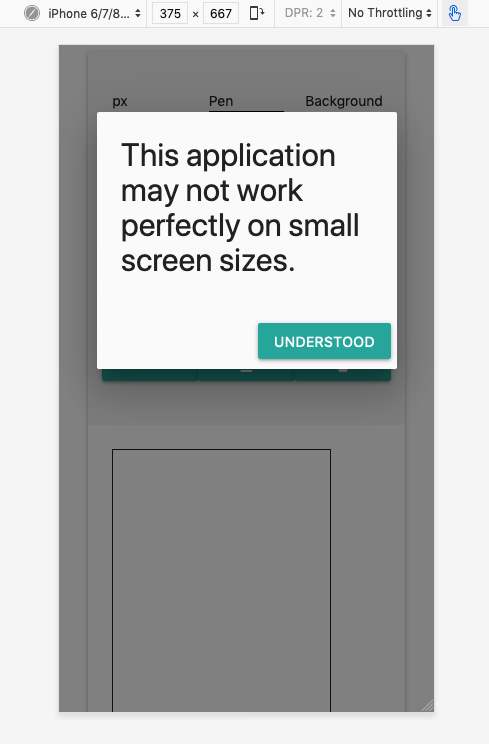 iPhone 6/7/8... 375 × 667 DPR: 2 No Throttling
px Pen Background
This application
may not work
perfectly on small
screen sizes.
UNDERSTOOD